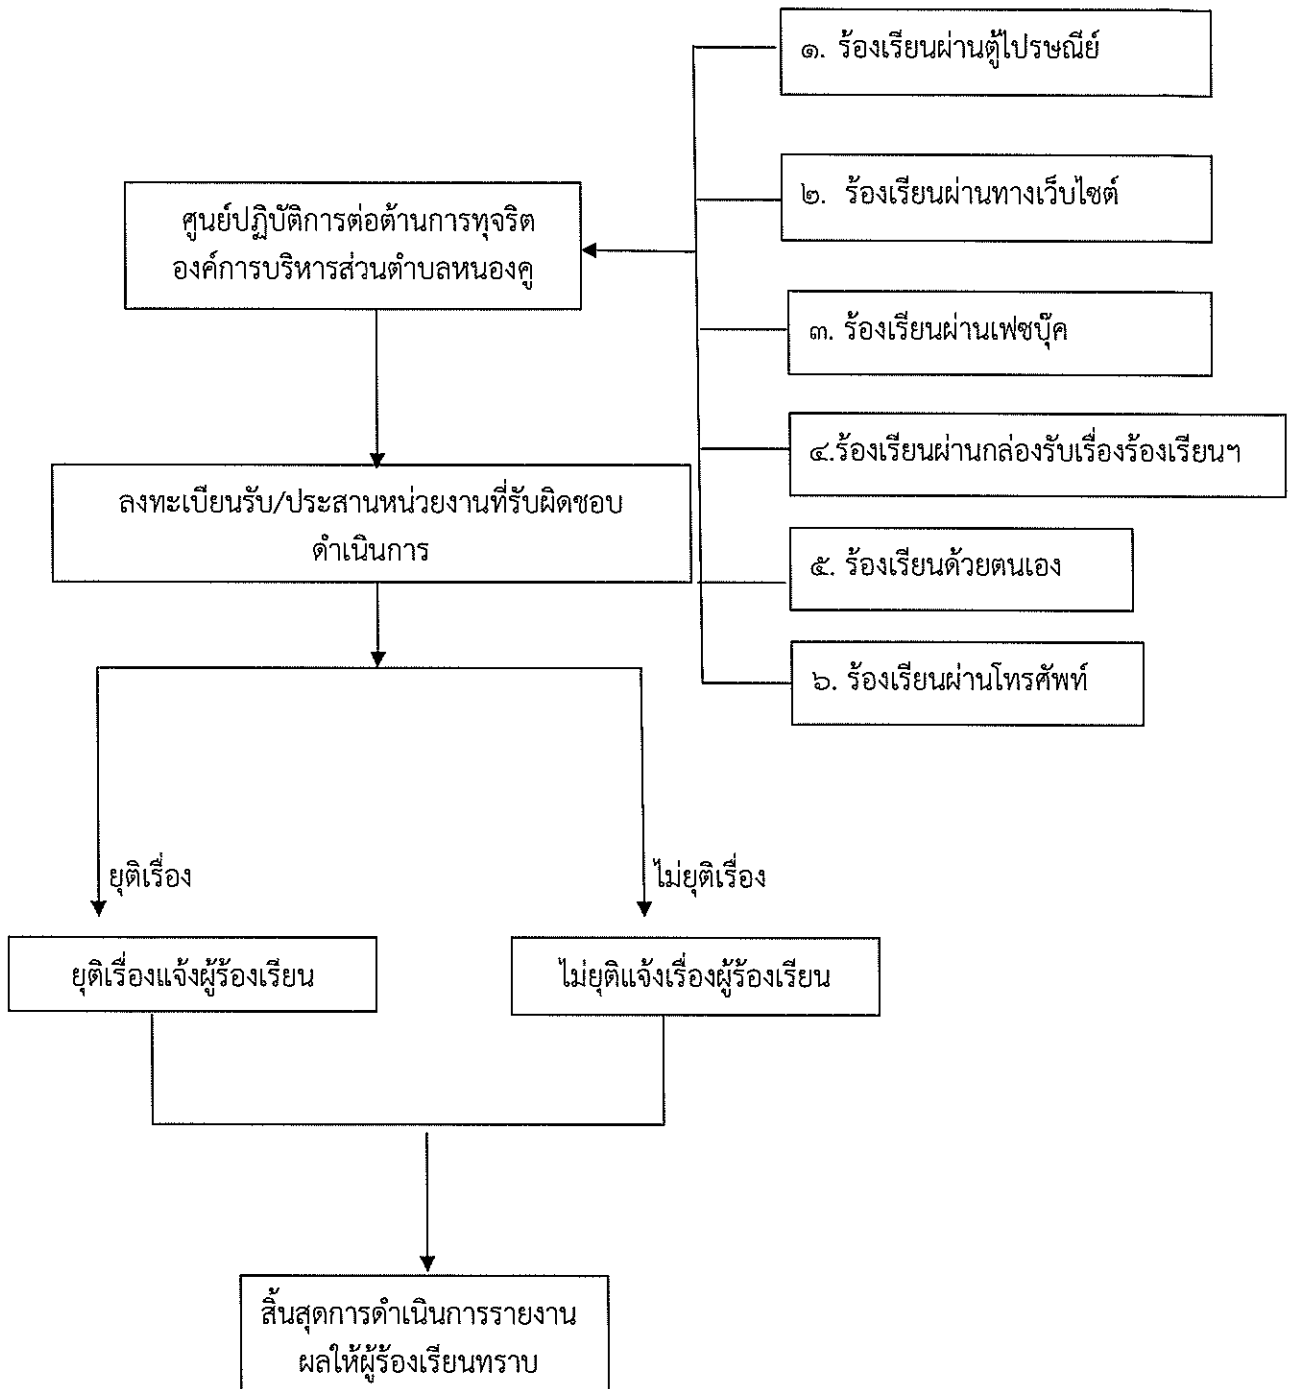 ๑. ร้องเรียนผ่านตู้ไปรษณีย์
๒. ร้องเรียนผ่านทางเว็บไซต์
ศูนย์ปฏิบัติการต่อต้านการทุจริต
องค์การบริหารส่วนตำบลหนองคู
๓. ร้องเรียนผ่านเฟซบุ๊ค
๔.ร้องเรียนผ่านกล่องรับเรื่องร้องเรียนฯ
ลงทะเบียนรับ/ประสานหน่วยงานที่รับผิดชอบ
ดำเนินการ
๕. ร้องเรียนด้วยตนเอง
๖. ร้องเรียนผ่านโทรศัพท์
ยุติเรื่อง
ไม่ยุติเรื่อง
ยุติเรื่องแจ้งผู้ร้องเรียน
ไม่ยุติแจ้งเรื่องผู้ร้องเรียน
สิ้นสุดการดำเนินการรายงาน
ผลให้ผู้ร้องเรียนทราบ